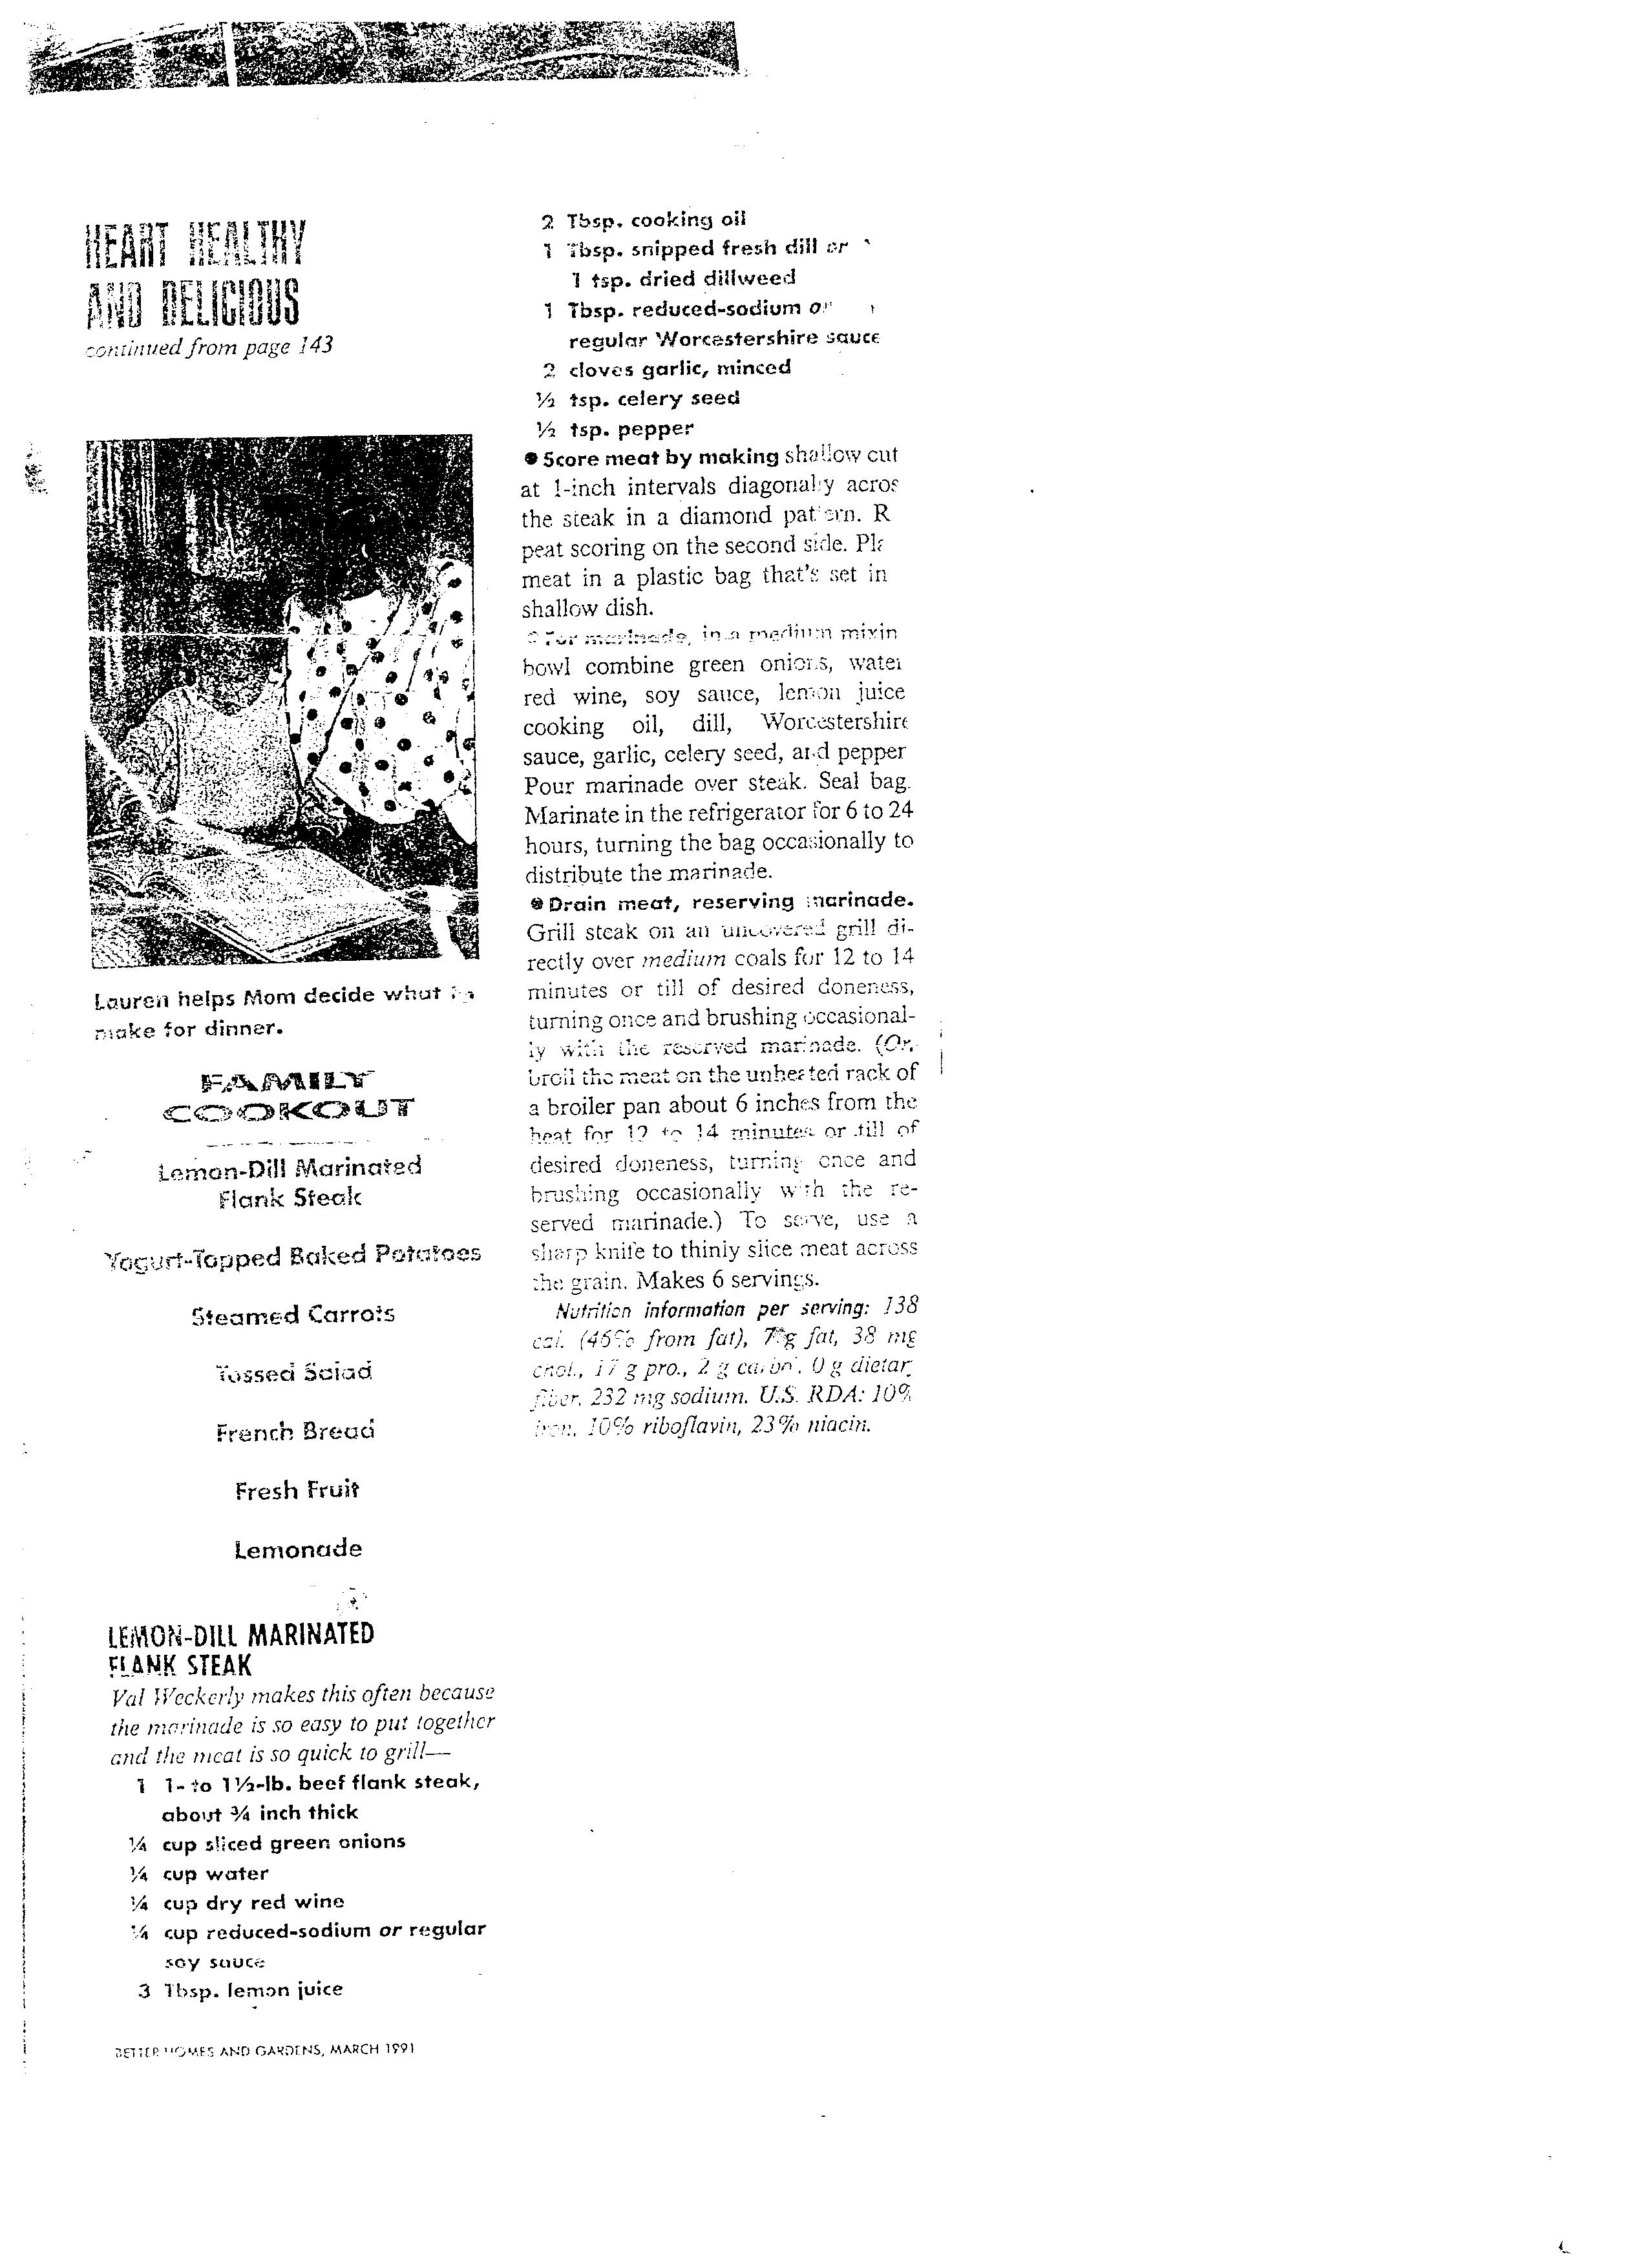 HEART HEALTHY
AND DELICIOUS
continued from page 143
Lauren helps Mom decide what to
make for dinner.
FAMILY
COOKOUT
Lemon-Dill Marinated
Flank Steak
Yogurt-Topped Baked Potatoes
Steamed Carrots
Tossed Salad
French Bread
Fresh Fruit
Lemonade
LEMON-DILL MARINATED
FLANK STEAK
Val Weckerly makes this often because
the marinade is so easy to put together
and the meat is so quick to grill—
1 1- to 1½-lb. beef flank steak,
about ¾ inch thick
¼ cup sliced green onions
¼ cup water
¼ cup dry red wine
¼ cup reduced-sodium or regular
soy sauce
3 Tbsp. lemon juice
BETTER HOMES AND GARDENS, MARCH 1991
2 Tbsp. cooking oil
1 Tbsp. snipped fresh dill or
1 tsp. dried dillweed
1 Tbsp. reduced-sodium or
regular Worcestershire sauce
2 cloves garlic, minced
½ tsp. celery seed
½ tsp. pepper
● Score meat by making shallow cut
at 1-inch intervals diagonally acros
the steak in a diamond pattern. R
peat scoring on the second side. Pla
meat in a plastic bag that's set in
shallow dish.
● For marinade, in a medium mixin
bowl combine green onions, water
red wine, soy sauce, lemon juice
cooking oil, dill, Worcestershire
sauce, garlic, celery seed, and pepper
Pour marinade over steak. Seal bag.
Marinate in the refrigerator for 6 to 24
hours, turning the bag occasionally to
distribute the marinade.
● Drain meat, reserving marinade.
Grill steak on an uncovered grill di-
rectly over medium coals for 12 to 14
minutes or till of desired doneness,
turning once and brushing occasional-
ly with the reserved marinade. (Or,
broil the meat on the unheated rack of
a broiler pan about 6 inches from the
heat for 12 to 14 minutes or till of
desired doneness, turning once and
brushing occasionally with the re-
served marinade.) To serve, use a
sharp knife to thinly slice meat across
the grain. Makes 6 servings.
Nutrition information per serving: 138
cal. (46% from fat), 7 g fat, 38 mg
chol., 17 g pro., 2 g carbo., 0 g dietary
fiber, 232 mg sodium. U.S. RDA: 10%
iron, 10% riboflavin, 23% niacin.